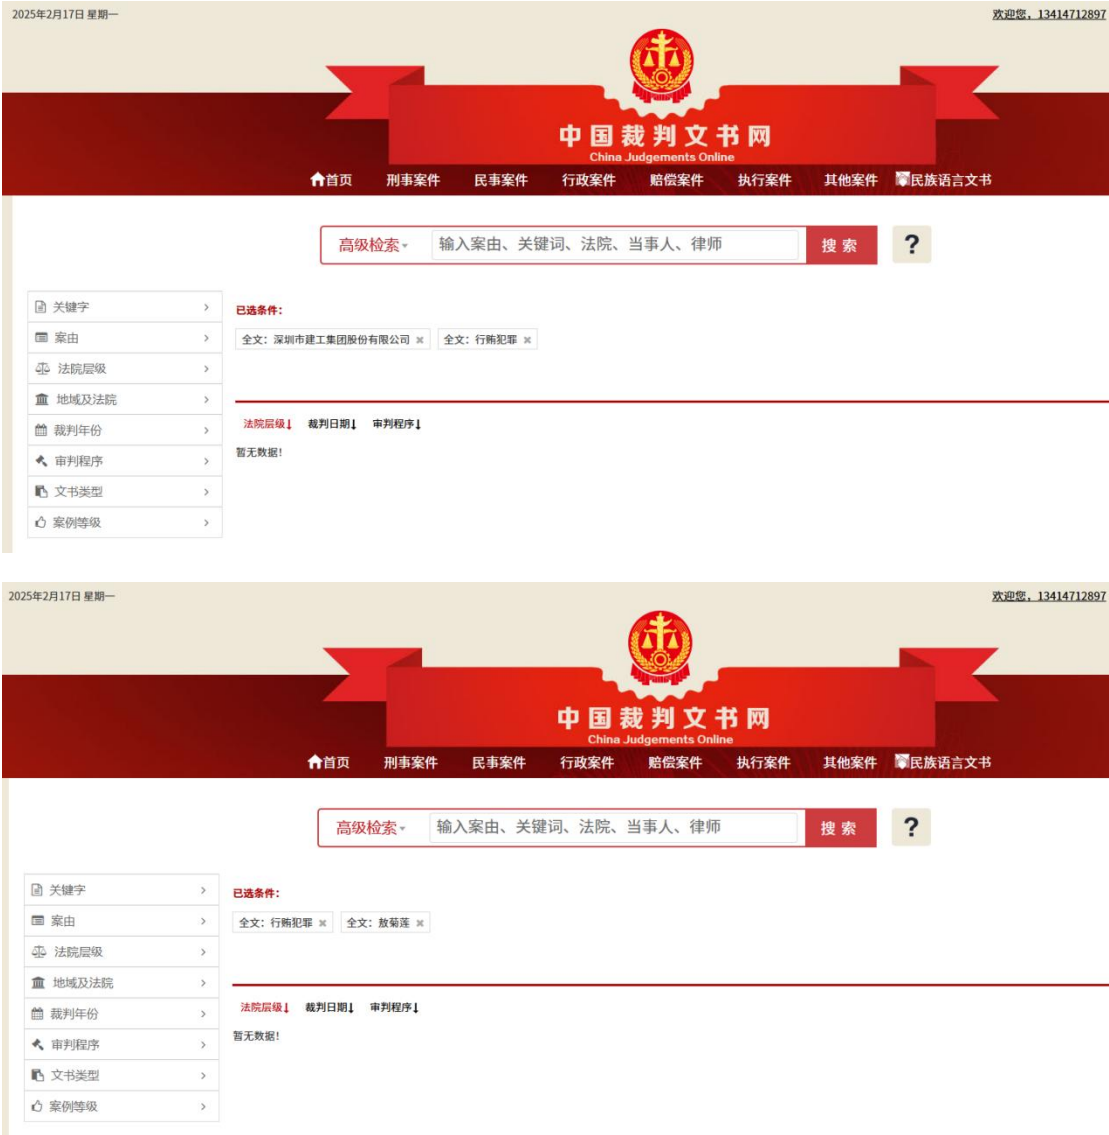 2025年2月17日 星期一
欢迎您，13414712897
中国裁判文书网
China Judgements Online
首页 刑事案件 民事案件 行政案件 赔偿案件 执行案件 其他案件 民族语言文书
高级检索 输入案由、关键词、法院、当事人、律师 搜索 ?
关键字
案由
法院层级
地域及法院
裁判年份
审判程序
文书类型
案例等级
已选条件：
全文：深圳市建工集团股份有限公司 × 全文：行贿犯罪 ×
法院层级↓ 裁判日期↓ 审判程序↓
暂无数据！
2025年2月17日 星期一
欢迎您，13414712897
中国裁判文书网
China Judgements Online
首页 刑事案件 民事案件 行政案件 赔偿案件 执行案件 其他案件 民族语言文书
高级检索 输入案由、关键词、法院、当事人、律师 搜索 ?
关键字
案由
法院层级
地域及法院
裁判年份
审判程序
文书类型
案例等级
已选条件：
全文：行贿犯罪 × 全文：敖菊莲 ×
法院层级↓ 裁判日期↓ 审判程序↓
暂无数据！